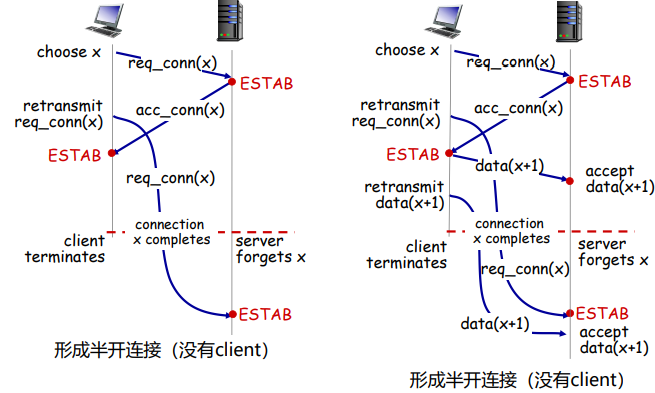 choose x
req_conn(x)
ESTAB
retransmit
req_conn(x)
acc_conn(x)
ESTAB
req_conn(x)
connection
x completes
client
terminates
server
forgets x
ESTAB
形成半开连接（没有client）
choose x
req_conn(x)
ESTAB
retransmit
req_conn(x)
acc_conn(x)
ESTAB
data(x+1)
accept
data(x+1)
retransmit
data(x+1)
connection
x completes
client
terminates
server
forgets x
req_conn(x)
ESTAB
data(x+1)
accept
data(x+1)
形成半开连接（没有client）